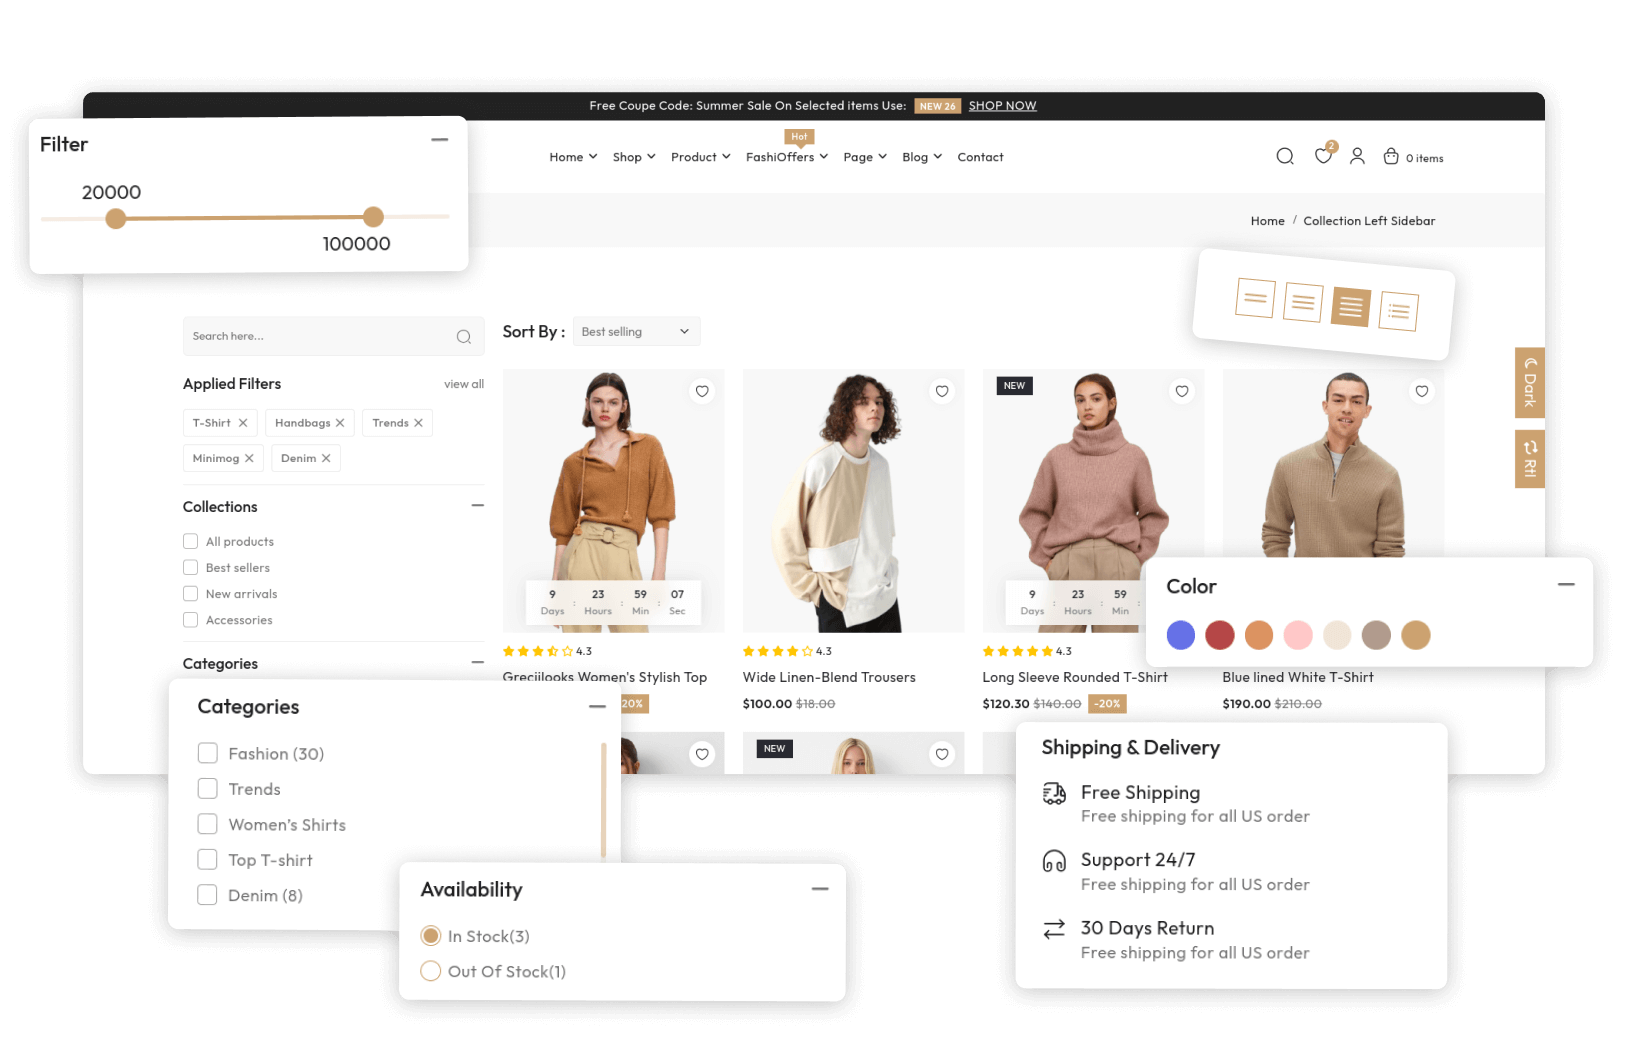 Free Coupe Code: Summer Sale On Selected items Use: NEW 26 SHOP NOW
Filter
20000
100000
Hot
Home Shop Product FashiOffers Page Blog Contact
2
0 items
Home / Collection Left Sidebar
Search here...
Sort By : Best selling
Applied Filters view all
T-Shirt Handbags Trends
Minimog Denim
Collections
All products
Best sellers
New arrivals
Accessories
Categories
Dark
Rtl
9 : 23 : 59 : 07
Days Hours Min Sec
4.3
Greciilooks Women's Stylish Top
20%
4.3
Wide Linen-Blend Trousers
$100.00 $18.00
NEW
9 : 23 : 59 :
Days Hours Min
4.3
Long Sleeve Rounded T-Shirt
$120.30 $140.00 -20%
Blue lined White T-Shirt
$190.00 $210.00
NEW
Color
Categories
Fashion (30)
Trends
Women's Shirts
Top T-shirt
Denim (8)
Availability
In Stock(3)
Out Of Stock(1)
Shipping & Delivery
Free Shipping
Free shipping for all US order
Support 24/7
Free shipping for all US order
30 Days Return
Free shipping for all US order